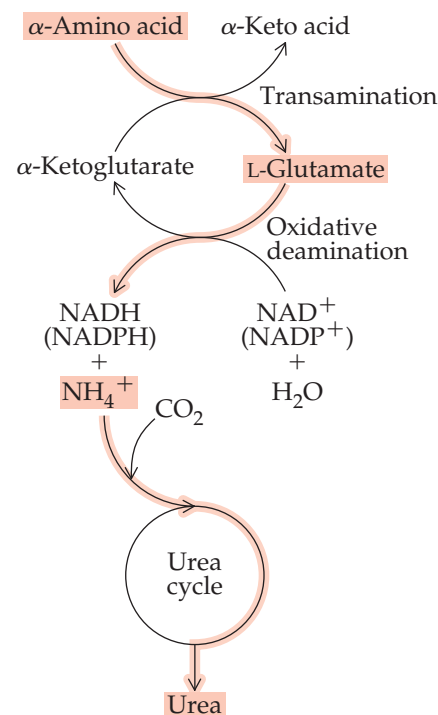 α-Amino acid
α-Keto acid
Transamination
α-Ketoglutarate
L-Glutamate
Oxidative
deamination
NADH
(NADPH)
+
NH₄⁺
NAD⁺
(NADP⁺)
+
H₂O
CO₂
Urea
cycle
Urea